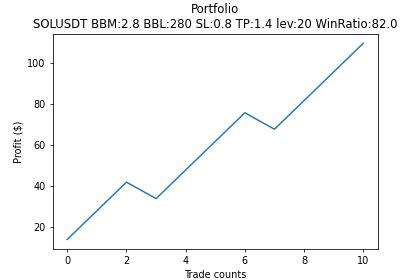 Portfolio
SOLUSDT BBM:2.8 BBL:280 SL:0.8 TP:1.4 lev:20 WinRatio:82.0
100
80
60
40
20
Profit ($)
0 2 4 6 8 10
Trade counts